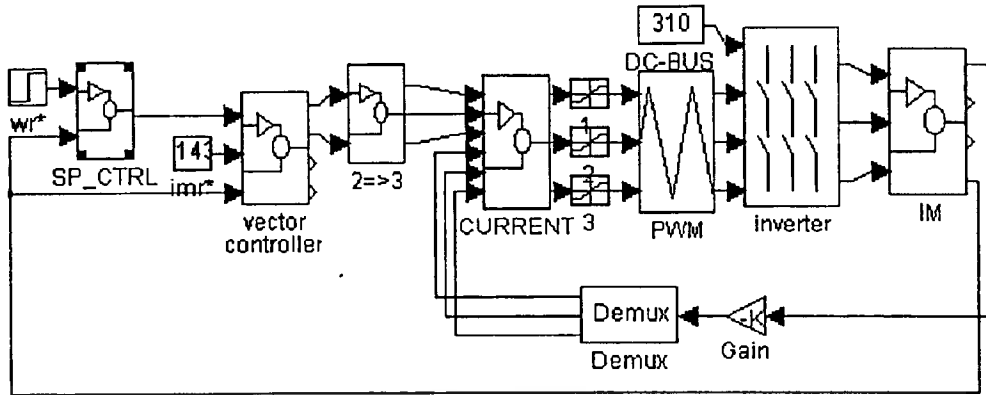 310
DC-BUS
wr*
SP_CTRL
143
imr*
vector
controller
2=>3
CURRENT
1
2
3
PWM
inverter
IM
Demux
Demux
-K
Gain